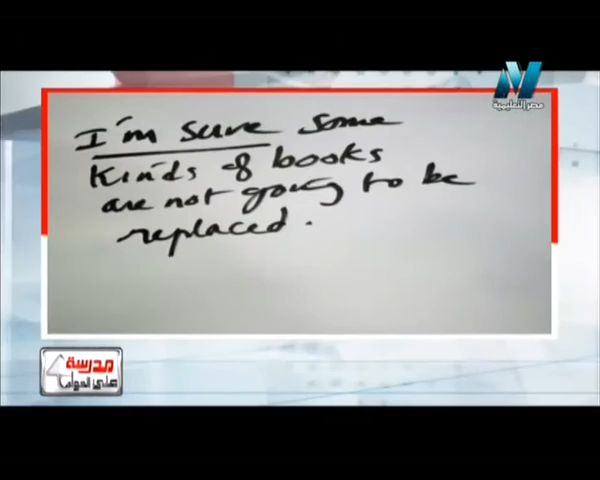 مصر التعليمية
I'm sure some
kinds of books
are not going to be
replaced.
مدرسة
على الهواء